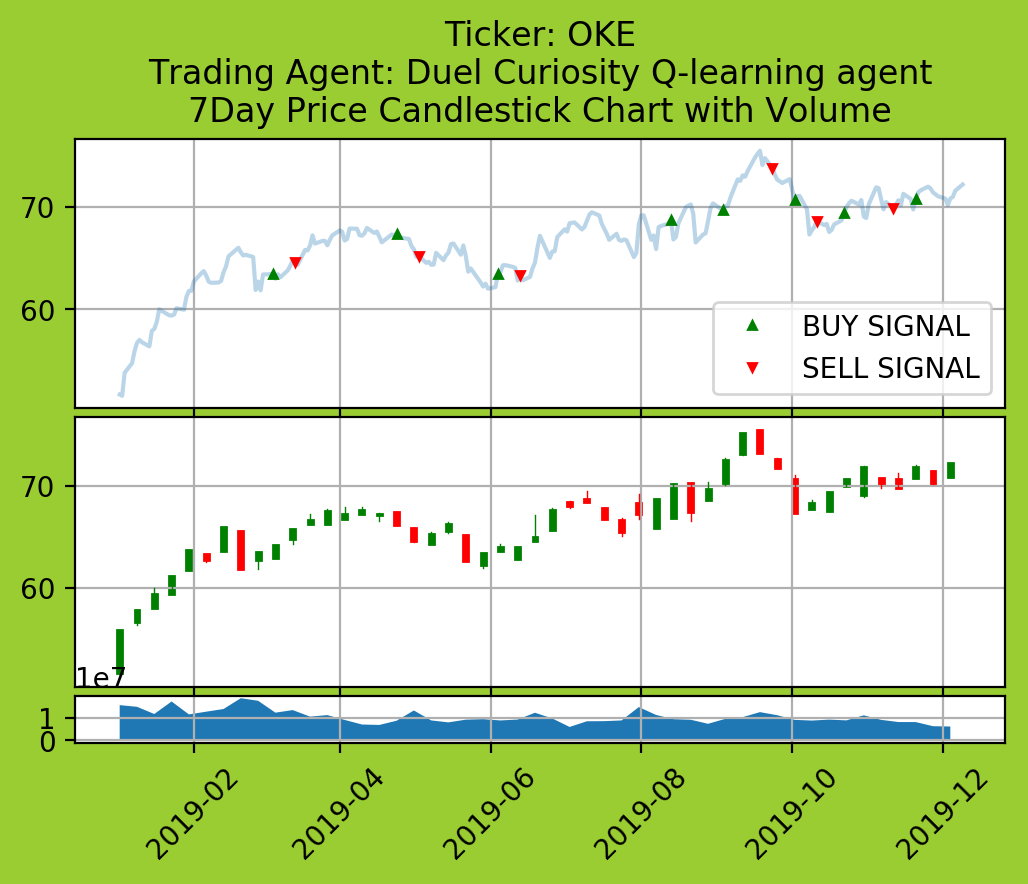 Ticker: OKE
Trading Agent: Duel Curiosity Q-learning agent
7Day Price Candlestick Chart with Volume
70
60
BUY SIGNAL
SELL SIGNAL
70
60
1e7
1
0
2019-02
2019-04
2019-06
2019-08
2019-10
2019-12